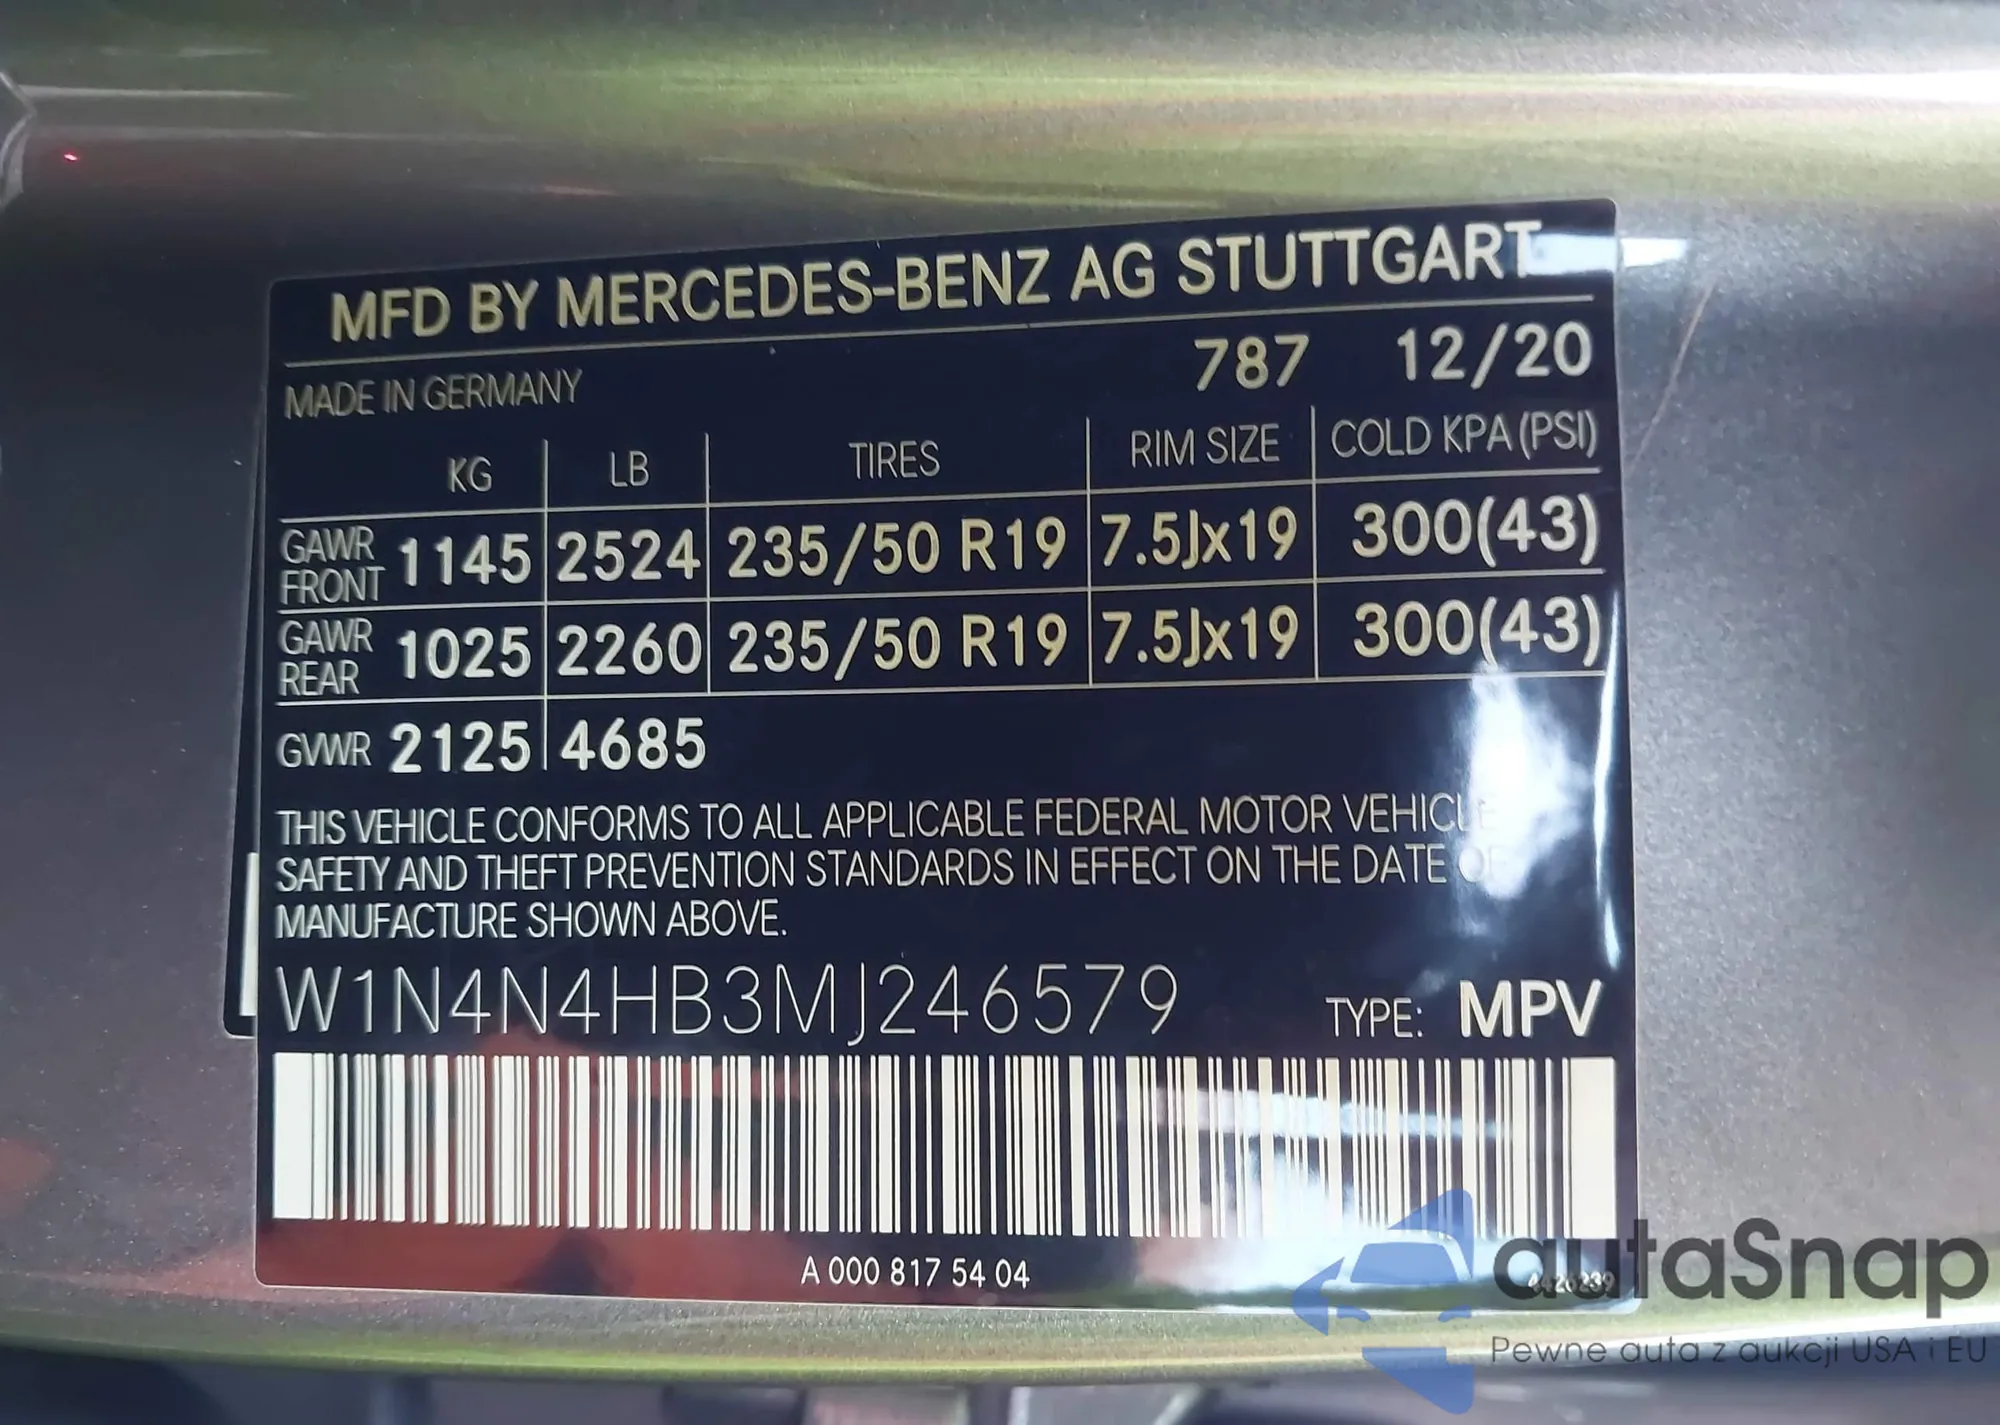 MFD BY MERCEDES-BENZ AG STUTTGART
MADE IN GERMANY 787 12/20
KG LB TIRES RIM SIZE COLD KPA (PSI)
GAWR FRONT 1145 2524 235/50 R19 7.5Jx19 300(43)
GAWR REAR 1025 2260 235/50 R19 7.5Jx19 300(43)
GVWR 2125 4685
THIS VEHICLE CONFORMS TO ALL APPLICABLE FEDERAL MOTOR VEHICLE
SAFETY AND THEFT PREVENTION STANDARDS IN EFFECT ON THE DATE OF
MANUFACTURE SHOWN ABOVE.
W1N4N4HB3MJ246579 TYPE: MPV
A 000 817 54 04
autaSnap
Pewne auta z aukcji USA i EU